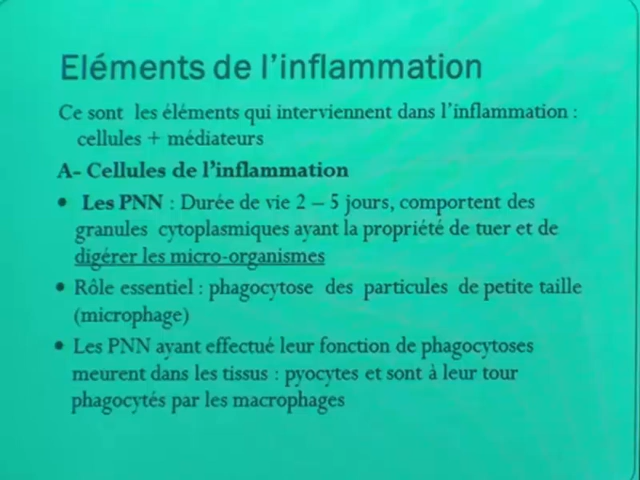 Eléments de l'inflammation
Ce sont les éléments qui interviennent dans l'inflammation :
cellules + médiateurs
A- Cellules de l'inflammation
• Les PNN : Durée de vie 2 – 5 jours, comportent des
granules cytoplasmiques ayant la propriété de tuer et de
digérer les micro-organismes
• Rôle essentiel : phagocytose des particules de petite taille
(microphage)
• Les PNN ayant effectué leur fonction de phagocytoses
meurent dans les tissus : pyocytes et sont à leur tour
phagocytés par les macrophages